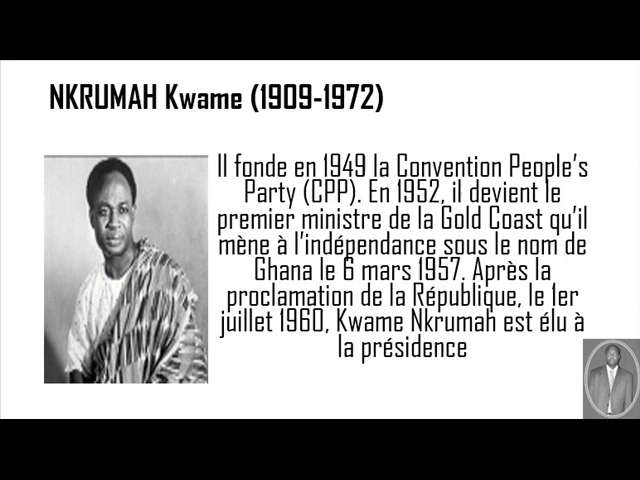 NKRUMAH Kwame (1909-1972)
Il fonde en 1949 la Convention People's
Party (CPP). En 1952, il devient le
premier ministre de la Gold Coast qu'il
mène à l'indépendance sous le nom de
Ghana le 6 mars 1957. Après la
proclamation de la République, le 1er
juillet 1960, Kwame Nkrumah est élu à
la présidence